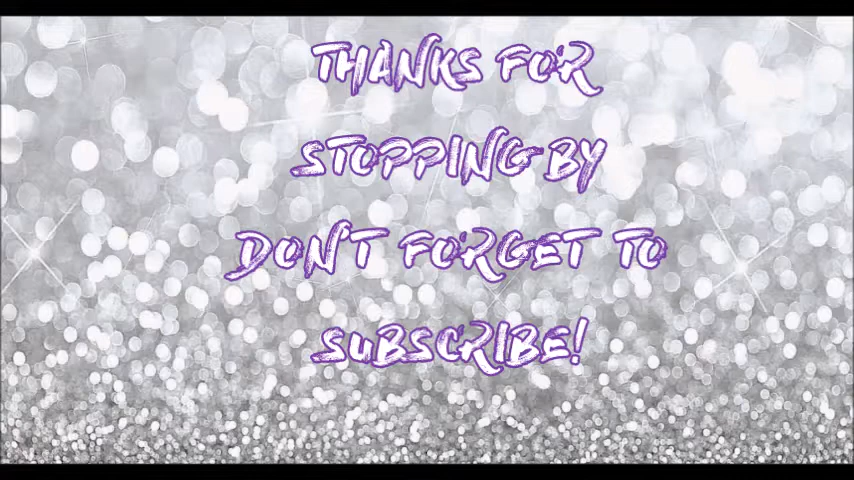 THANKS FOR
STOPPING BY
DON'T FORGET TO
SUBSCRIBE!